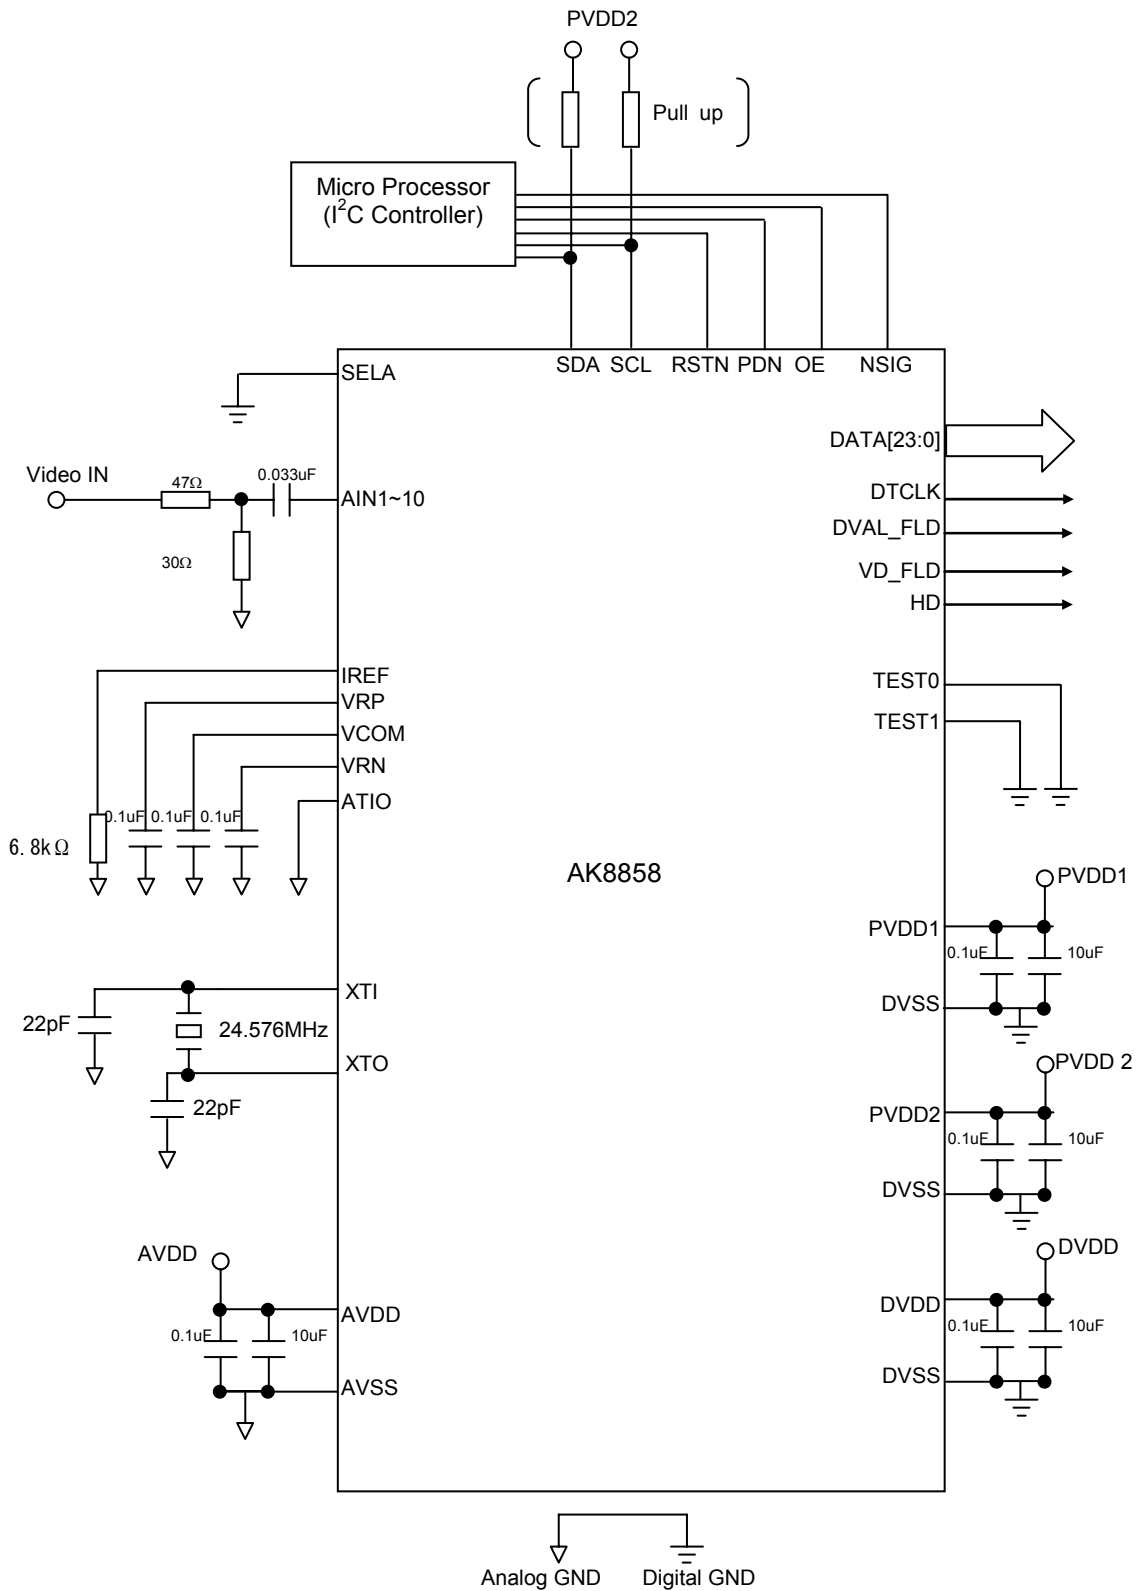 PVDD2
Pull up
Micro Processor
(I²C Controller)
SDA SCL RSTN PDN OE NSIG
SELA
DATA[23:0]
Video IN
47Ω
0.033uF
AIN1~10
DTCLK
DVAL_FLD
30Ω
VD_FLD
HD
IREF
TEST0
VRP
TEST1
VCOM
VRN
ATIO
0.1uF 0.1uF 0.1uF
6.8kΩ
AK8858
PVDD1
PVDD1
0.1uF
10uF
XTI
DVSS
22pF
24.576MHz
XTO
PVDD 2
22pF
PVDD2
0.1uF
10uF
DVSS
AVDD
DVDD
AVDD
DVDD
0.1uF
10uF
0.1uF
10uF
DVSS
AVSS
Analog GND
Digital GND